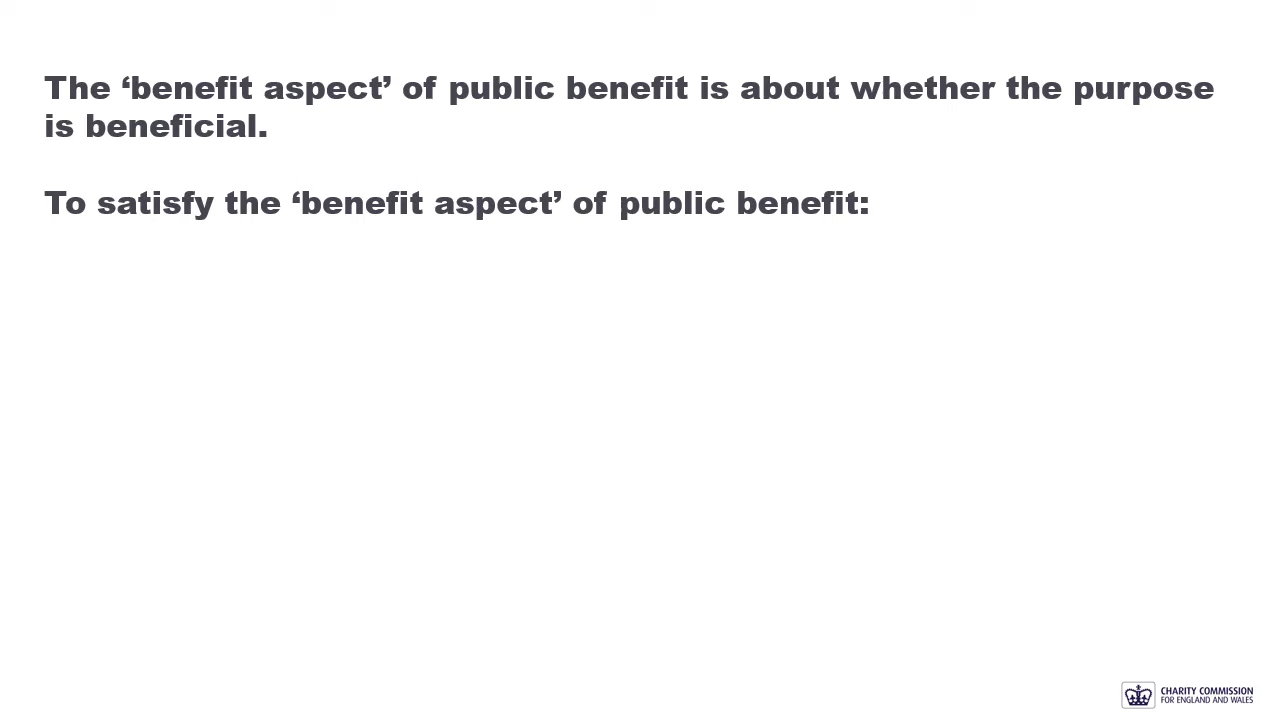 The ‘benefit aspect’ of public benefit is about whether the purpose
is beneficial.
To satisfy the ‘benefit aspect’ of public benefit:
CHARITY COMMISSION
FOR ENGLAND AND WALES